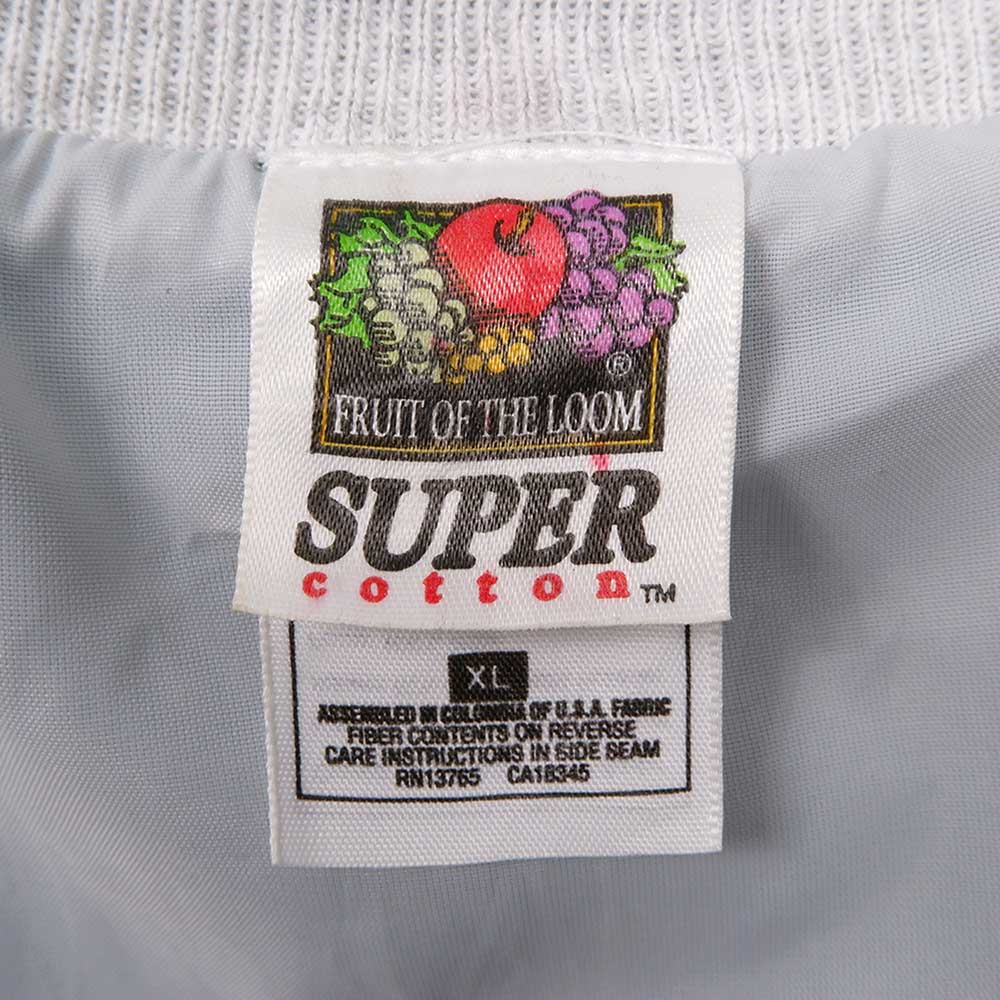 ®
FRUIT OF THE LOOM
SUPER
cotton™
XL
ASSEMBLED IN COLOMBIA OF U.S.A. FABRIC
FIBER CONTENTS ON REVERSE
CARE INSTRUCTIONS IN SIDE SEAM
RN13765 CA18345